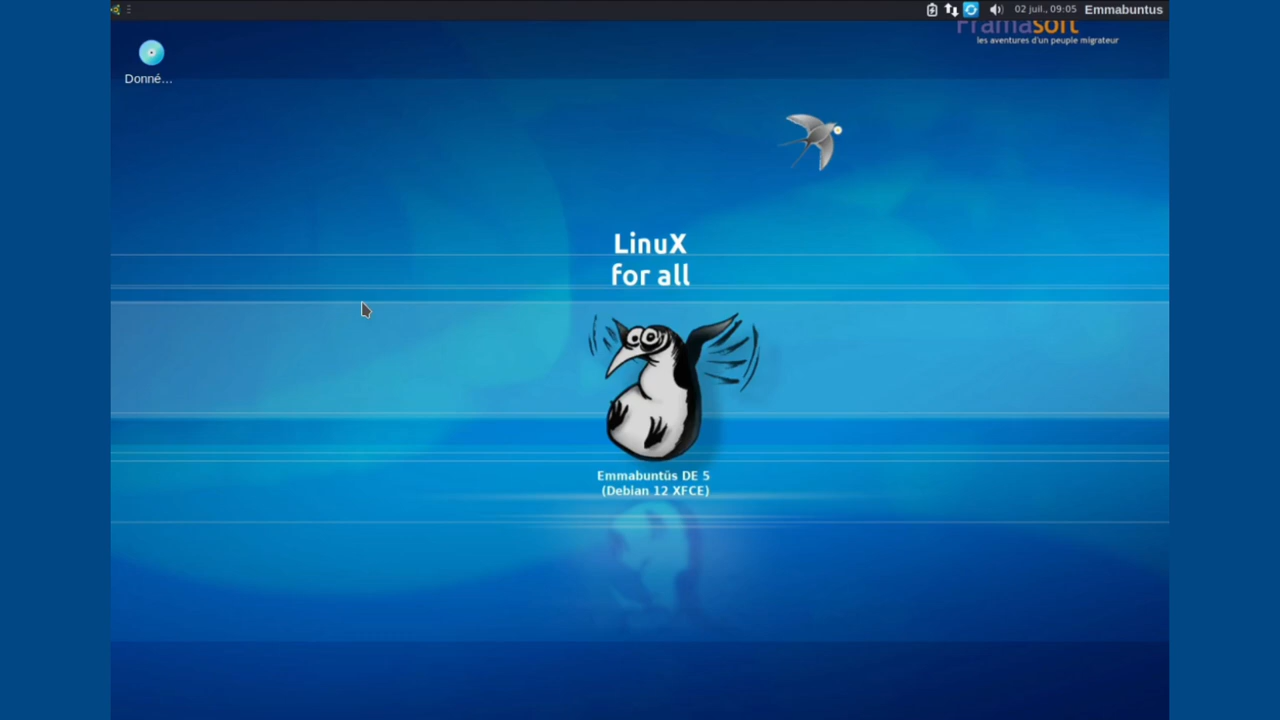 02 juil., 09:05 Emmabuntus
Framasoft
les aventures d'un peuple migrateur
Donné...
LinuX
for all
Emmabuntüs DE 5
(Debian 12 XFCE)